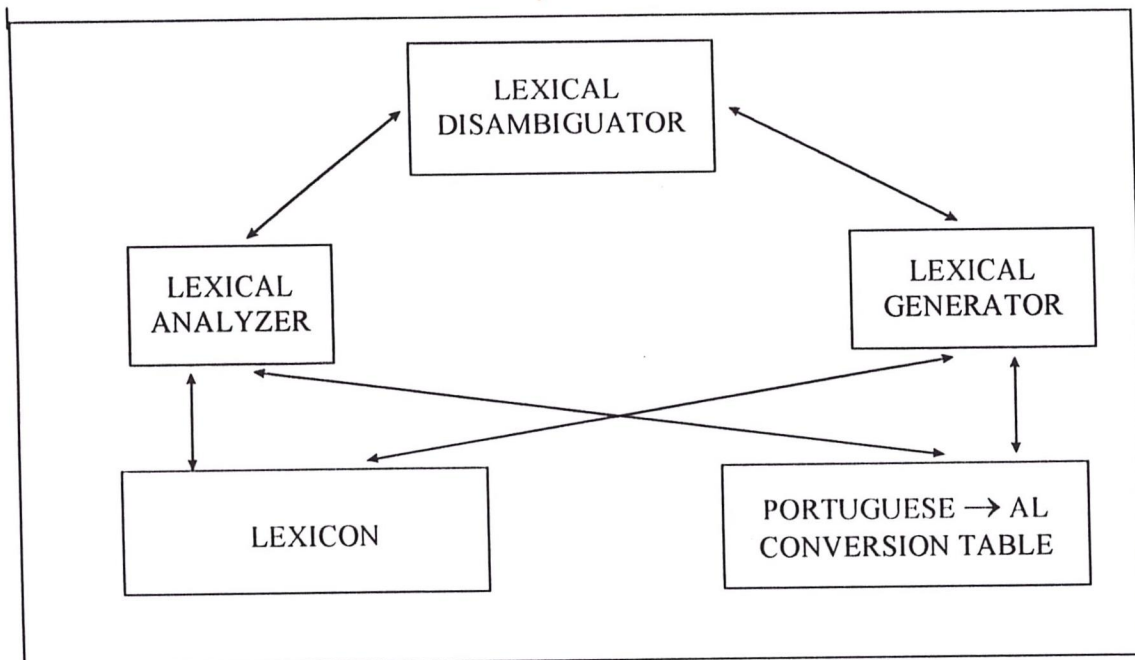 LEXICAL
DISAMBIGUATOR
LEXICAL
ANALYZER
LEXICAL
GENERATOR
LEXICON
PORTUGUESE → AL
CONVERSION TABLE